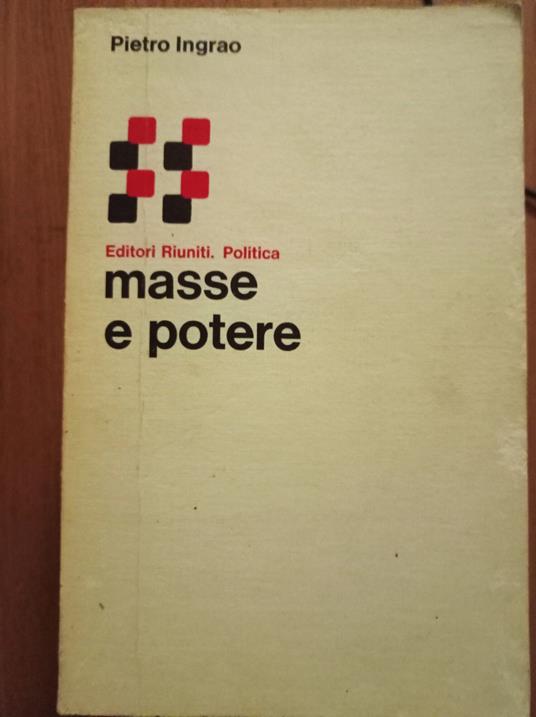 Pietro Ingrao
Editori Riuniti. Politica
masse
e potere